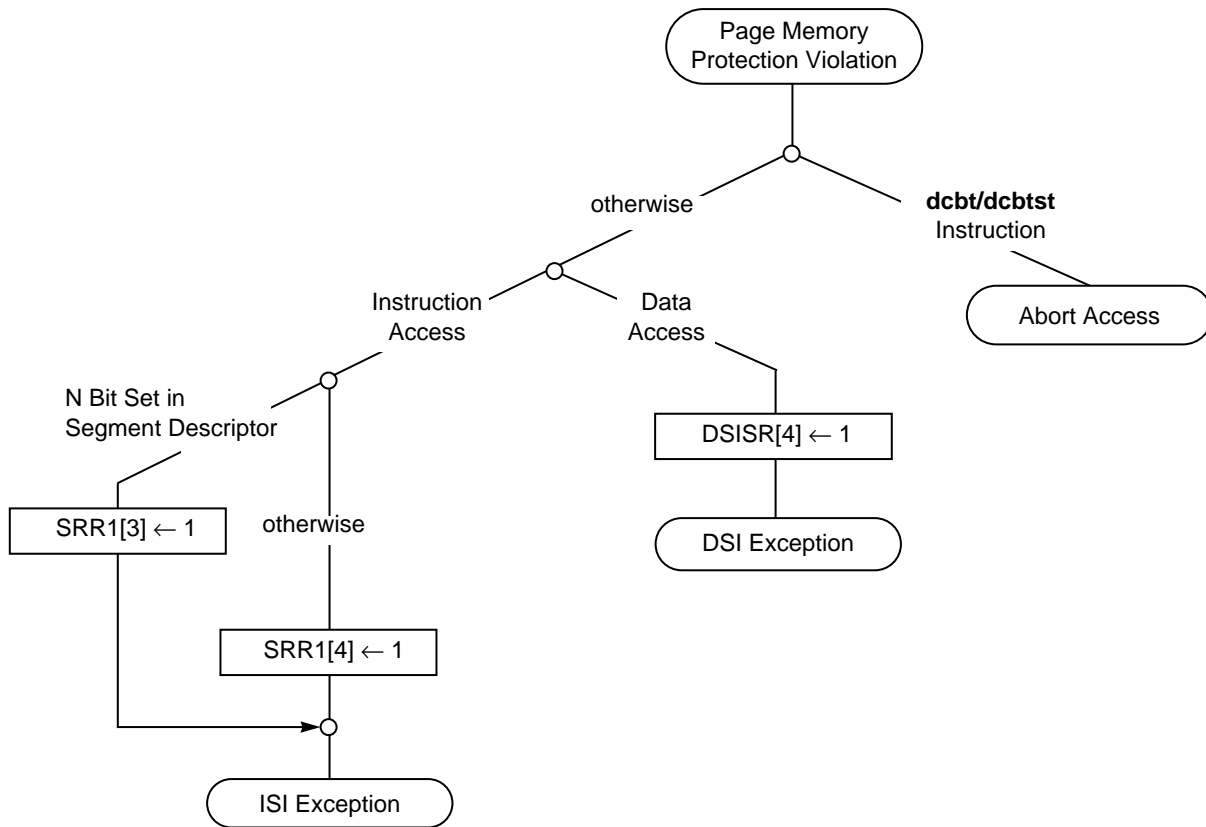 Page Memory
Protection Violation
otherwise
dcbt/dcbtst
Instruction
Instruction
Access
Data
Access
Abort Access
N Bit Set in
Segment Descriptor
DSISR[4] ← 1
SRR1[3] ← 1
otherwise
DSI Exception
SRR1[4] ← 1
ISI Exception